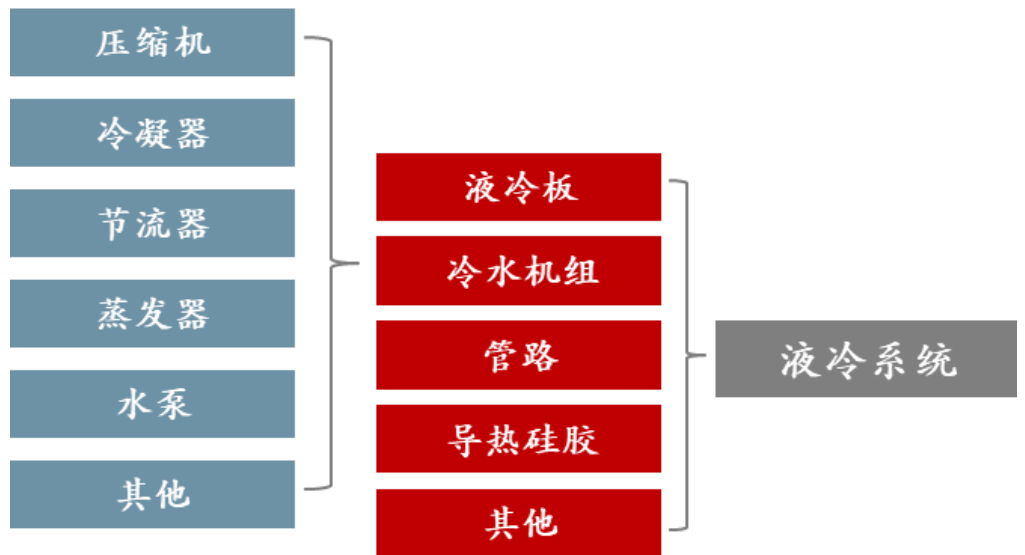 压缩机
冷凝器
节流器
蒸发器
水泵
其他
液冷板
冷水机组
管路
导热硅胶
其他
液冷系统